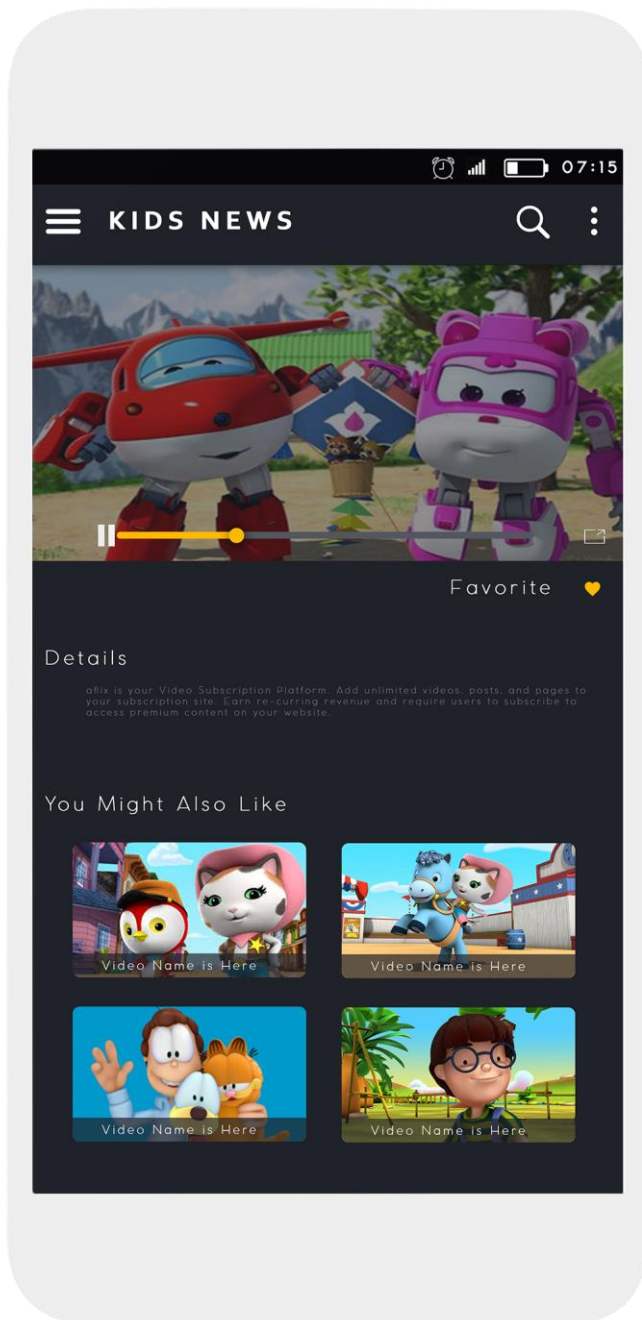 07:15
KIDS NEWS
Favorite
Details
aflix is your Video Subscription Platform. Add unlimited videos, posts, and pages to
your subscription site. Earn re-curring revenue and require users to subscribe to
access premium content on your website.
You Might Also Like
Video Name is Here
Video Name is Here
Video Name is Here
Video Name is Here